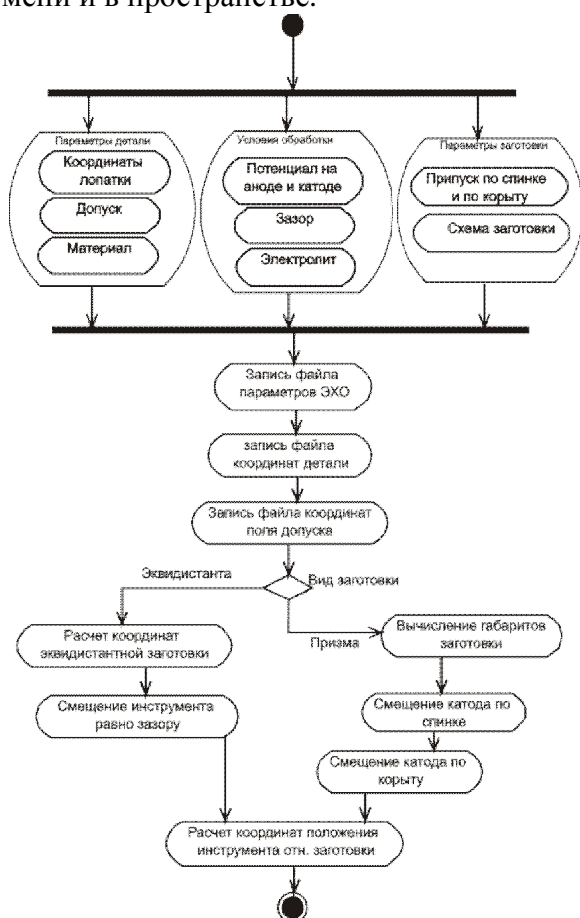 мени и в пространстве.
Параметры детали
Координаты
лопатки
Допуск
Материал
Условия обработки
Потенциал на
аноде и катоде
Зазор
Электролит
Параметры заготовки
Припуск по спинке
и по корыту
Схема заготовки
Запись файла
параметров ЭХО
запись файла
координат детали
Запись файла координат
поля допуска
Эквидистанта
Вид заготовки
Призма
Расчет координат
эквидистантной заготовки
Смещение инструмента
равно зазору
Вычисление габаритов
заготовки
Смещение катода по
спинке
Смещение катода по
корыту
Расчет координат положения
инструмента отн. заготовки